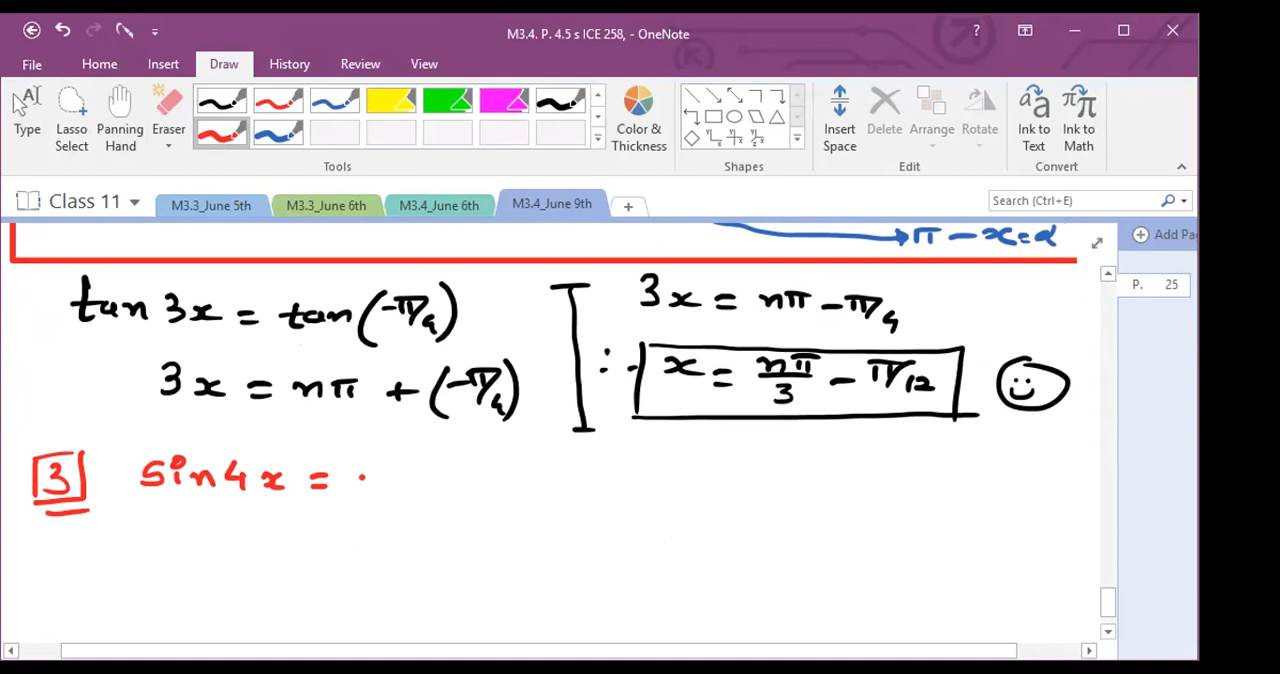 M3.4. P. 4.5 s ICE 258, - OneNote
?
File Home Insert Draw History Review View
Type
Lasso Select
Panning Hand
Eraser
Color & Thickness
Insert Space
Delete
Arrange
Rotate
Ink to Text
Ink to Math
Tools Shapes Edit Convert
Class 11 M3.3_June 5th M3.3_June 6th M3.4_June 6th M3.4_June 9th + Search (Ctrl+E)
π - x = α
Add Pa
P. 25
tan 3x = tan(-π/4)
3x = nπ + (-π/4)
3x = nπ - π/4
∴ x = nπ/3 - π/12
3 sin 4x =